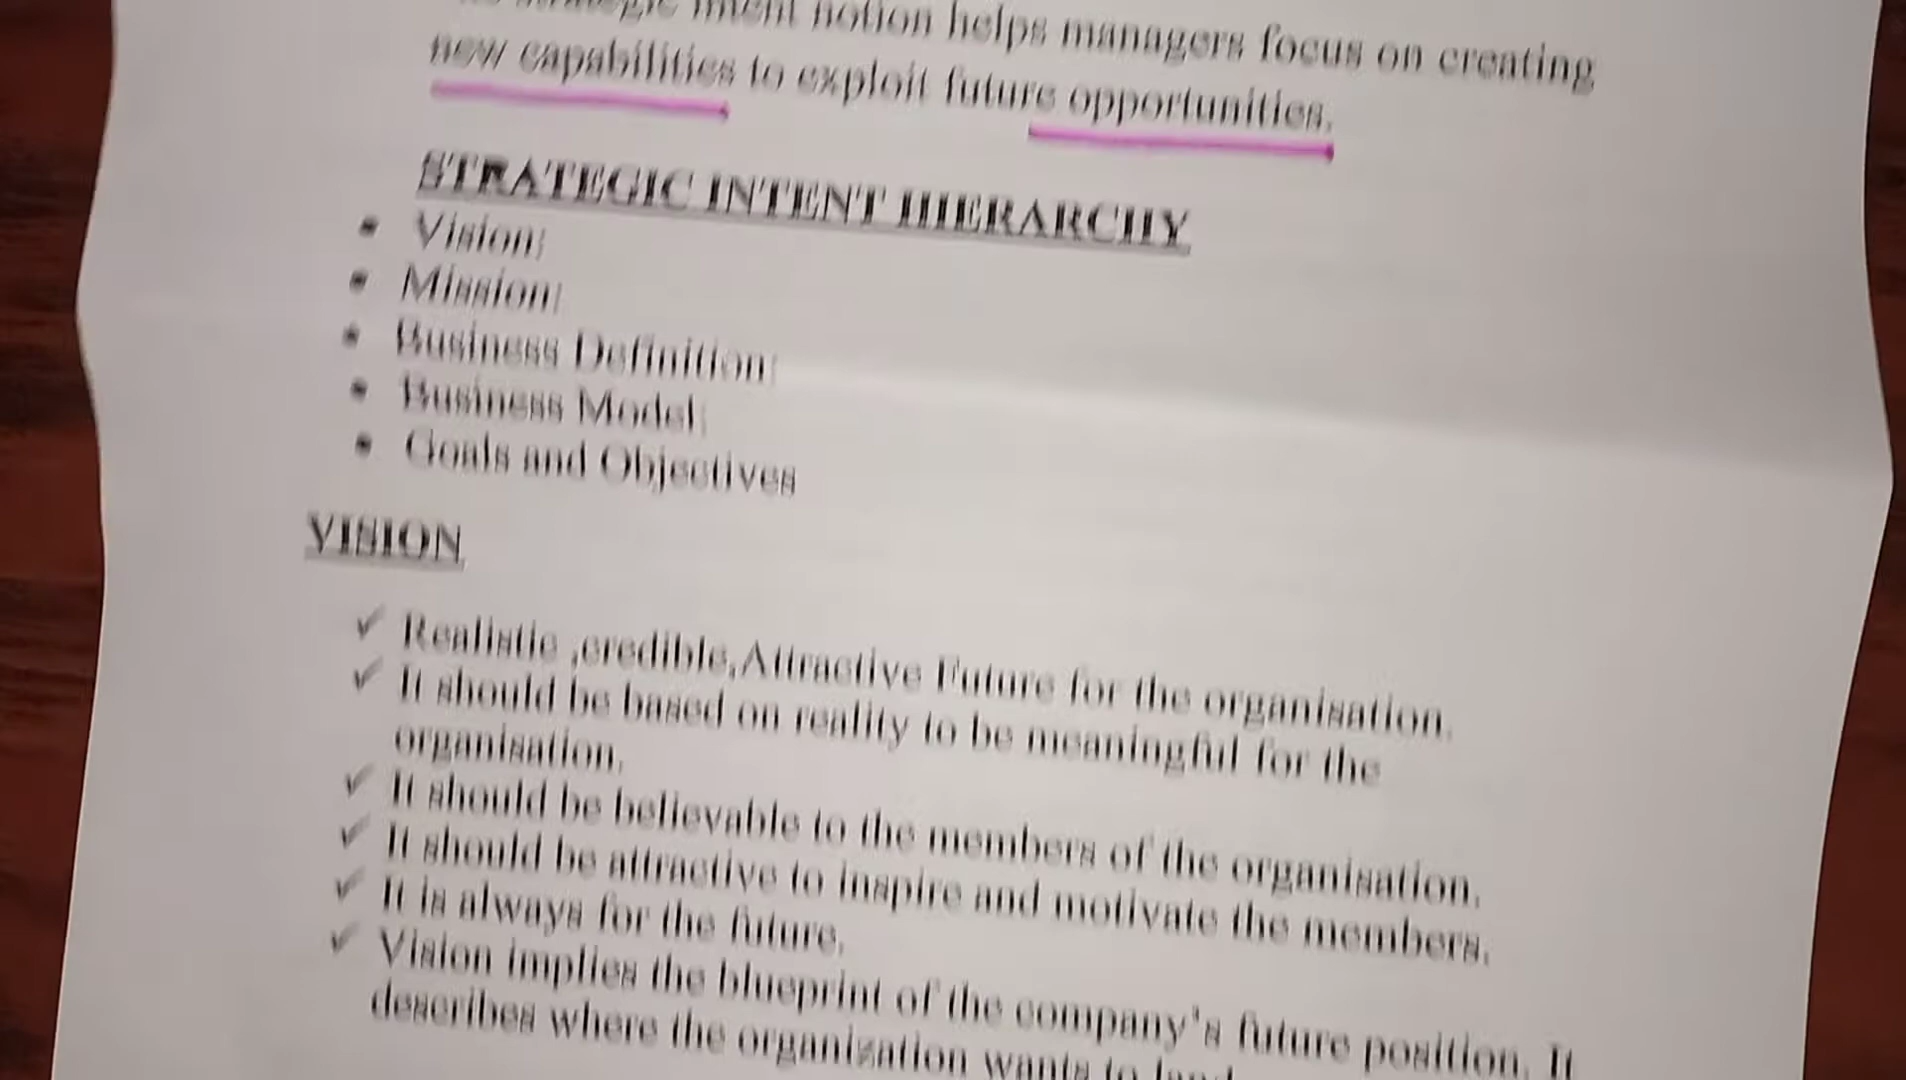 strategic intent notion helps managers focus on creating
new capabilities to exploit future opportunities.
STRATEGIC INTENT HIERARCHY
• Vision;
• Mission;
• Business Definition;
• Business Model;
• Goals and Objectives
VISION
✓ Realistic ,credible,Attractive Future for the organisation.
✓ It should be based on reality to be meaningful for the
organisation.
✓ It should be believable to the members of the organisation.
✓ It should be attractive to inspire and motivate the members.
✓ It is always for the future.
✓ Vision implies the blueprint of the company's future position. It
describes where the organization wants to land